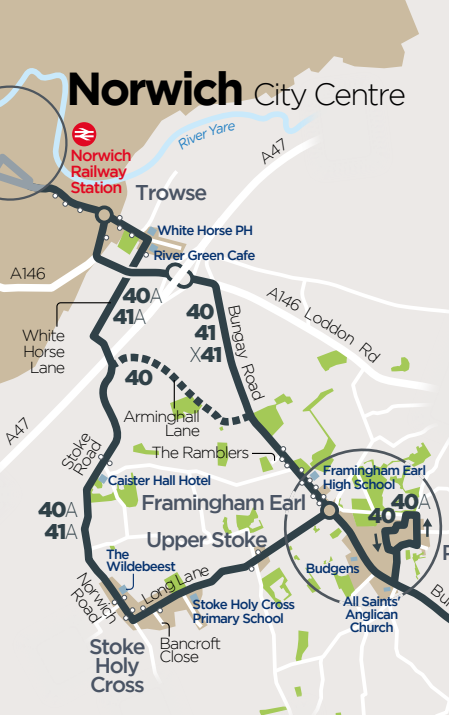 Norwich City Centre
River Yare
A47
Norwich
Railway
Station
Trowse
White Horse PH
River Green Cafe
A146
40A
41A
40
41
X41
Bungay Road
A146 Loddon Rd
White
Horse
Lane
40
Arminghall
Lane
A47
Stoke
Road
The Ramblers
Caister Hall Hotel
Framingham Earl
High School
40A
41A
Framingham Earl
40A
40
Upper Stoke
The
Wildebeest
Budgens
Long Lane
Norwich
Road
Stoke Holy Cross
Primary School
All Saints'
Anglican
Church
Bancroft
Close
Stoke
Holy
Cross